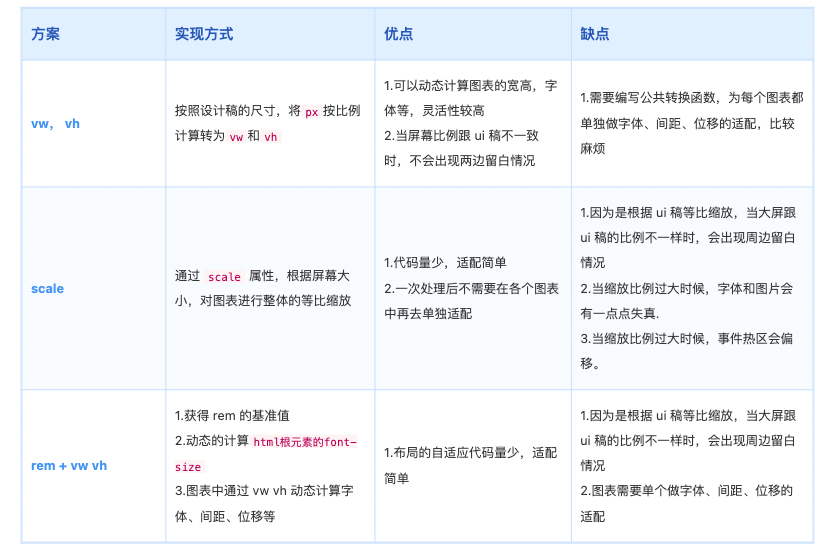 方案
实现方式
优点
缺点
vw， vh
按照设计稿的尺寸，将 px 按比例
计算转为 vw 和 vh
1.可以动态计算图表的宽高，字
体等，灵活性较高
2.当屏幕比例跟 ui 稿不一致
时，不会出现两边留白情况
1.需要编写公共转换函数，为每个图表都
单独做字体、间距、位移的适配，比较
麻烦
scale
通过 scale 属性，根据屏幕大
小，对图表进行整体的等比缩放
1.代码量少，适配简单
2.一次处理后不需要在各个图表
中再去单独适配
1.因为是根据 ui 稿等比缩放，当大屏跟
ui 稿的比例不一样时，会出现周边留白
情况
2.当缩放比例过大时候，字体和图片会
有一点点失真.
3.当缩放比例过大时候，事件热区会偏
移。
rem + vw vh
1.获得 rem 的基准值
2.动态的计算 html根元素的font-
size
3.图表中通过 vw vh 动态计算字
体、间距、位移等
1.布局的自适应代码量少，适配
简单
1.因为是根据 ui 稿等比缩放，当大屏跟
ui 稿的比例不一样时，会出现周边留白
情况
2.图表需要单个做字体、间距、位移的
适配